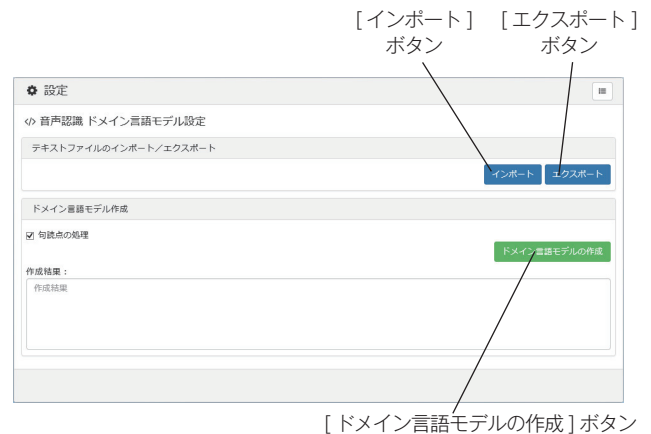 [ インポート ]　[ エクスポート ]
ボタン　ボタン
設定
音声認識 ドメイン言語モデル設定
テキストファイルのインポート／エクスポート
インポート　エクスポート
ドメイン言語モデル作成
句読点の処理
ドメイン言語モデルの作成
作成結果：
作成結果
[ ドメイン言語モデルの作成 ] ボタン